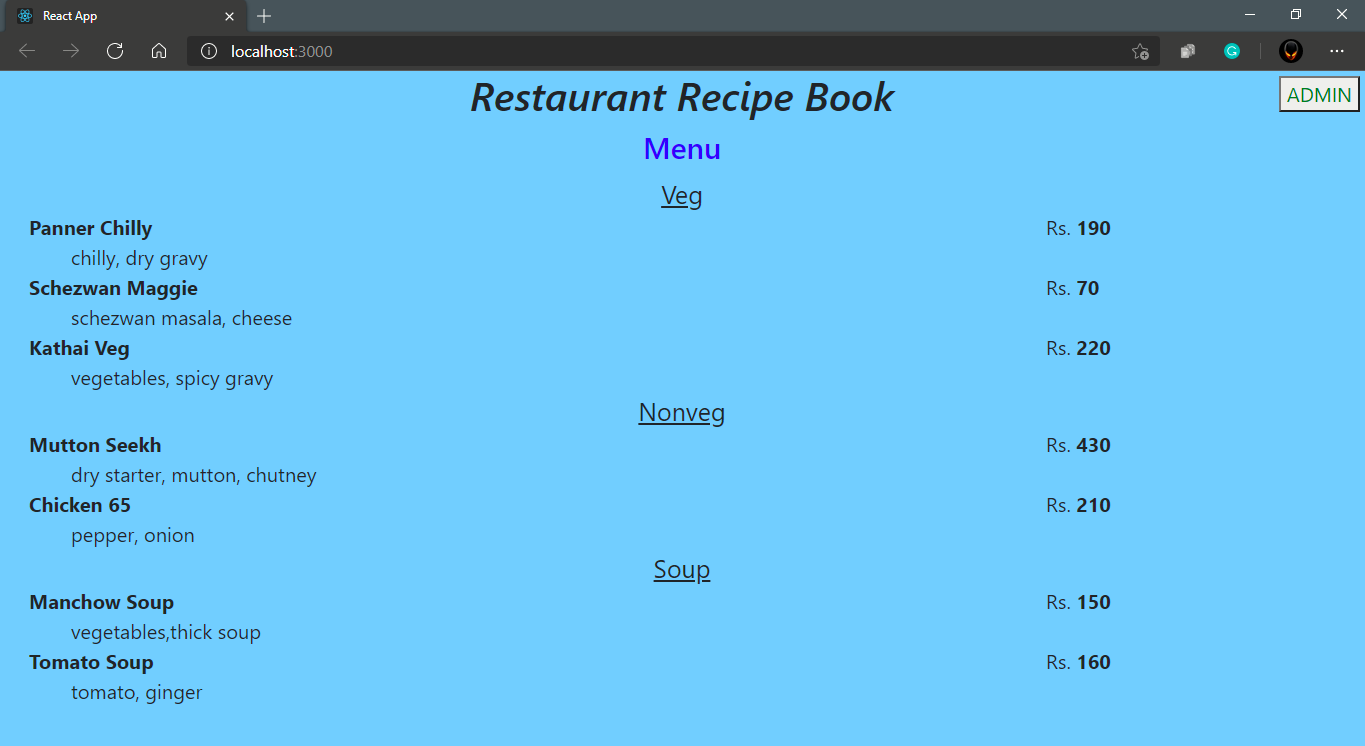 React App
localhost:3000
Restaurant Recipe Book
ADMIN
Menu
Veg
Panner Chilly Rs. 190
chilly, dry gravy
Schezwan Maggie Rs. 70
schezwan masala, cheese
Kathai Veg Rs. 220
vegetables, spicy gravy
Nonveg
Mutton Seekh Rs. 430
dry starter, mutton, chutney
Chicken 65 Rs. 210
pepper, onion
Soup
Manchow Soup Rs. 150
vegetables,thick soup
Tomato Soup Rs. 160
tomato, ginger